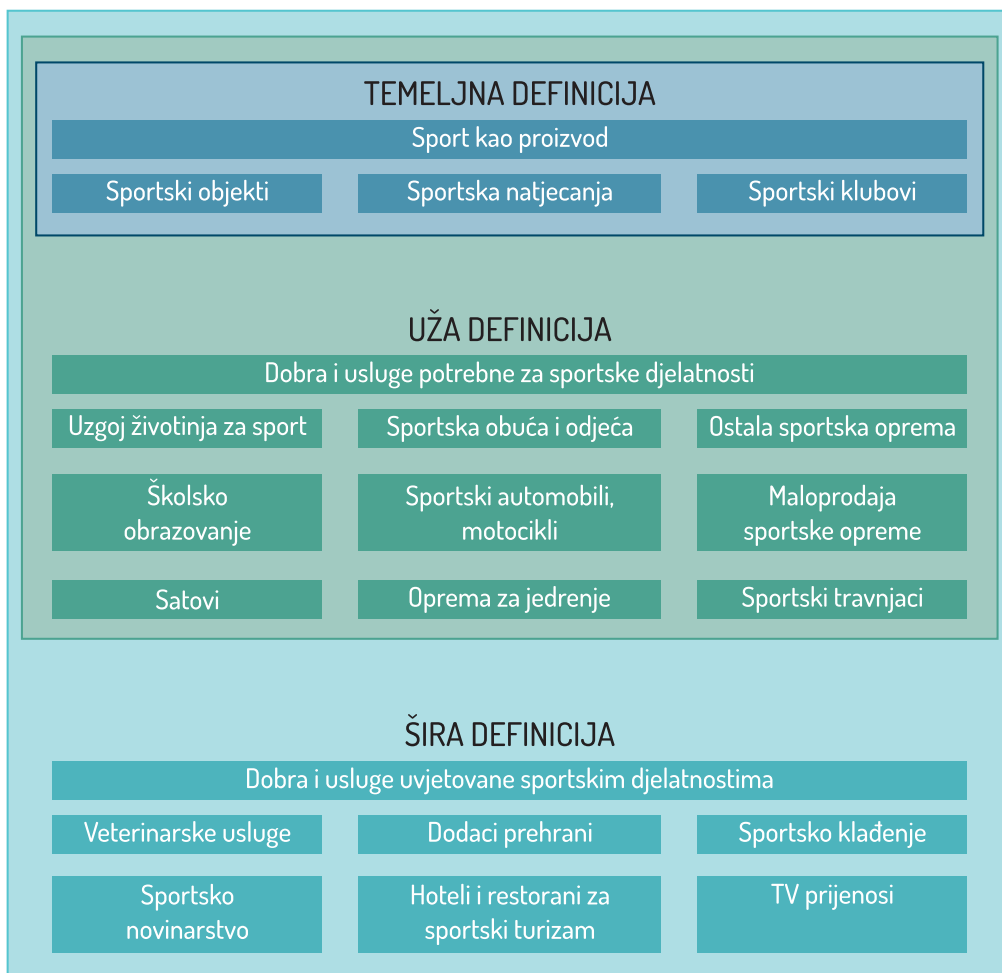 TEMELJNA DEFINICIJA
Sport kao proizvod
Sportski objekti
Sportska natjecanja
Sportski klubovi
UŽA DEFINICIJA
Dobra i usluge potrebne za sportske djelatnosti
Uzgoj životinja za sport
Sportska obuća i odjeća
Ostala sportska oprema
Školsko
obrazovanje
Sportski automobili,
motocikli
Maloprodaja
sportske opreme
Satovi
Oprema za jedrenje
Sportski travnjaci
ŠIRA DEFINICIJA
Dobra i usluge uvjetovane sportskim djelatnostima
Veterinarske usluge
Dodaci prehrani
Sportsko klađenje
Sportsko
novinarstvo
Hoteli i restorani za
sportski turizam
TV prijenosi